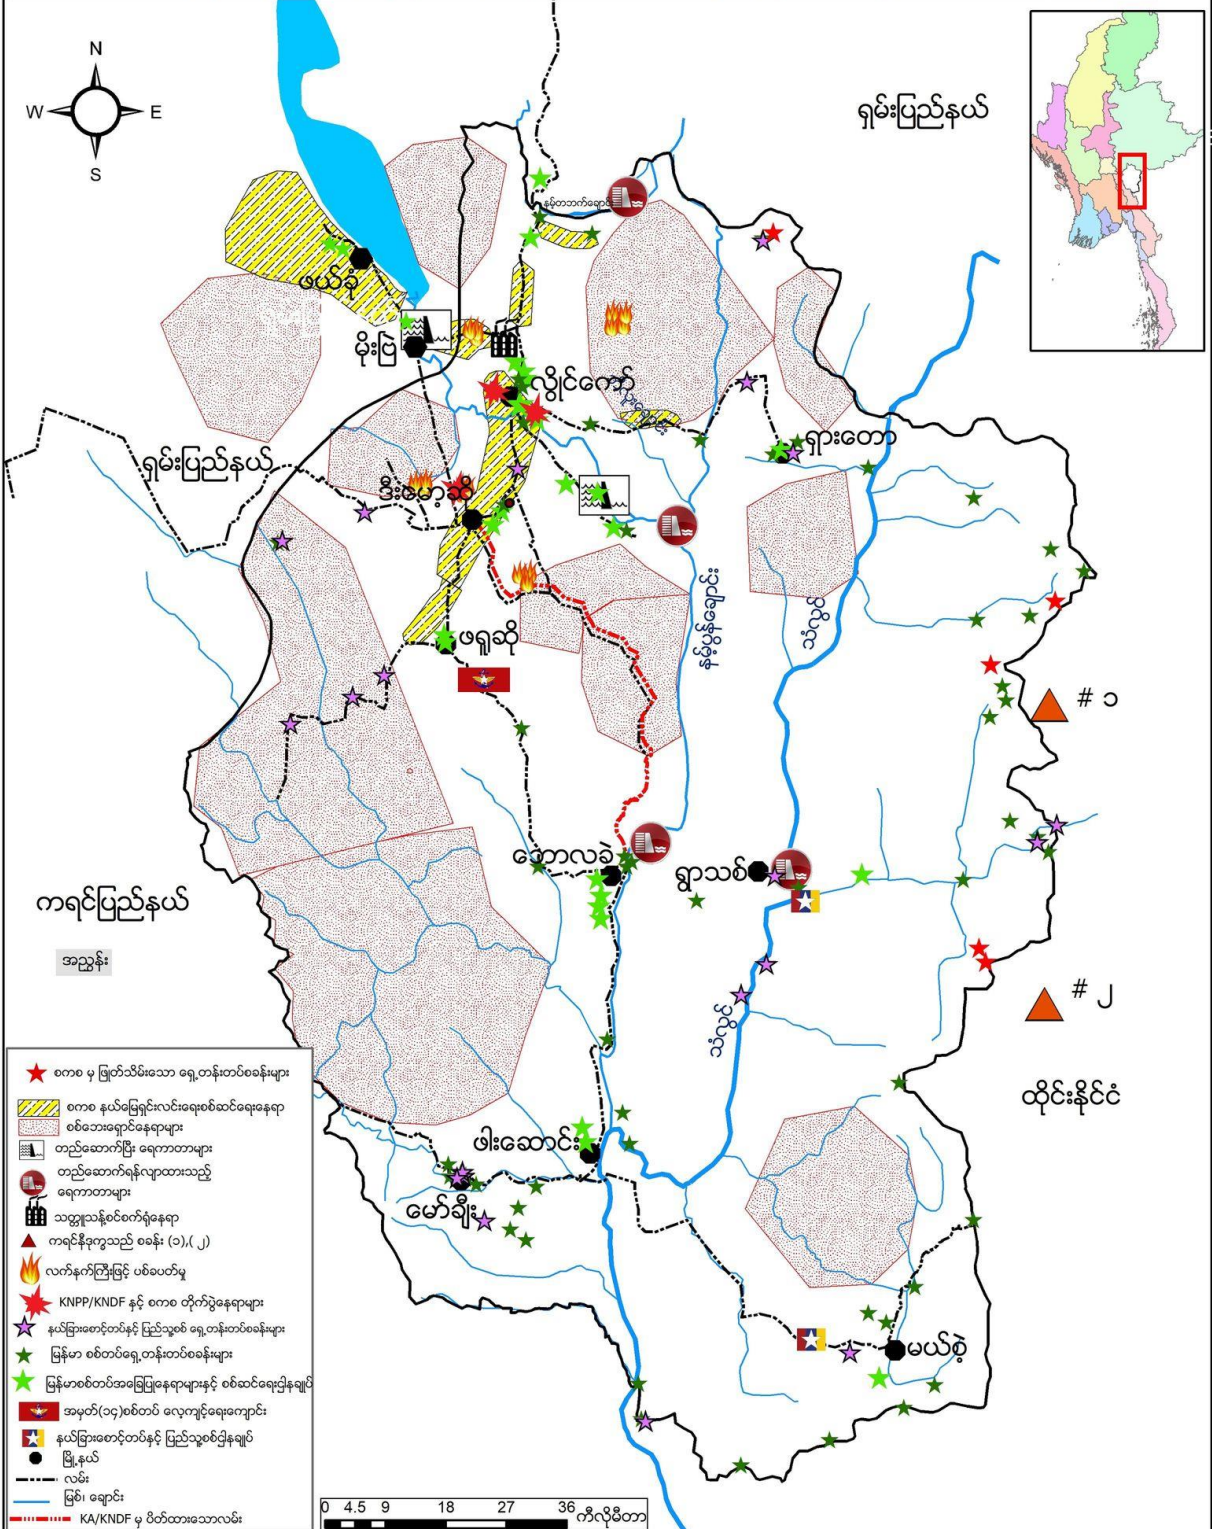 N
W E
S
ရှမ်းပြည်နယ်
နမ့်တဘက်ချောင်း
ဖယ်ခုံ
မိုးဗြဲ
လွိုင်ကော်
ရှားတော
ရှမ်းပြည်နယ်
ဒီးမော့ဆို
နမ့်ပွန်ချောင်း
သံလွင်
ဖရူဆို
# ၁
ဘောလခဲ
ရွာသစ်
ကရင်ပြည်နယ်
အညွှန်း
# ၂
သံလွင်
ထိုင်းနိုင်ငံ
ဖါးဆောင်း
မော်ချီး
မယ်စဲ့
စကစ မှ ဖြုတ်သိမ်းသော ရှေ့တန်းတပ်စခန်းများ
စကစ နယ်မြေရှင်းလင်းရေးစစ်ဆင်ရေးနေရာ
စစ်ဘေးရှောင်နေရာများ
တည်ဆောက်ပြီး ရေကာတာများ
တည်ဆောက်ရန်လျာထားသည့်
ရေကာတာများ
သတ္တုသန့်စင်စက်ရုံနေရာ
ကရင်နီဒုက္ခသည် စခန်း (၁),( ၂)
လက်နက်ကြီးဖြင့် ပစ်ခပတ်မှု
KNPP/KNDF နှင့် စကစ တိုက်ပွဲနေရာများ
နယ်ခြားစောင့်တပ်နှင့် ပြည်သူ့စစ် ရှေ့တန်းတပ်စခန်းများ
မြန်မာ စစ်တပ်ရှေ့တန်းတပ်စခန်းများ
မြန်မာစစ်တပ်အခြေပြုနေရာများနှင့် စစ်ဆင်ရေးဌာနချုပ်
အမှတ်(၁၄)စစ်တပ် လေ့ကျင့်ရေးကျောင်း
နယ်ခြားစောင့်တပ်နှင့် ပြည်သူ့စစ်ဌာနချုပ်
မြို့နယ်
လမ်း
မြစ်၊ ချောင်း
KA/KNDF မှ ပိတ်ထားသောလမ်း
0 4.5 9 18 27 36
ကီလိုမီတာ